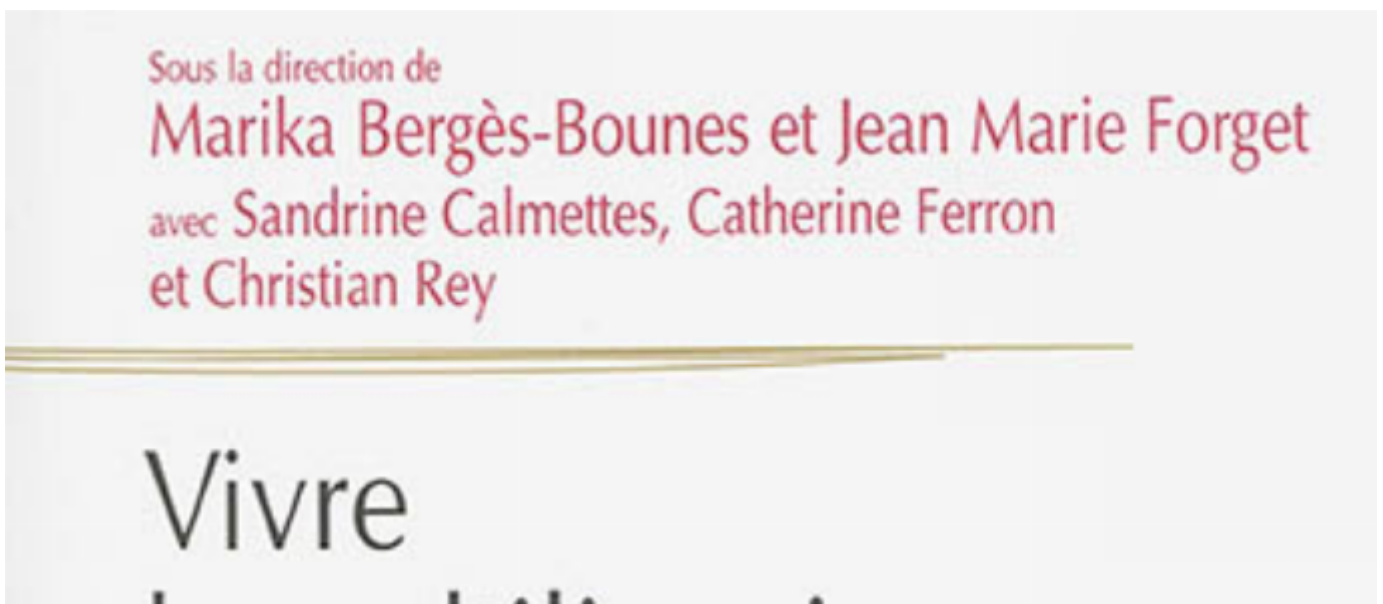 Sous la direction de
Marika Bergès-Bounes et Jean Marie Forget
avec Sandrine Calmettes, Catherine Ferron
et Christian Rey
Vivre